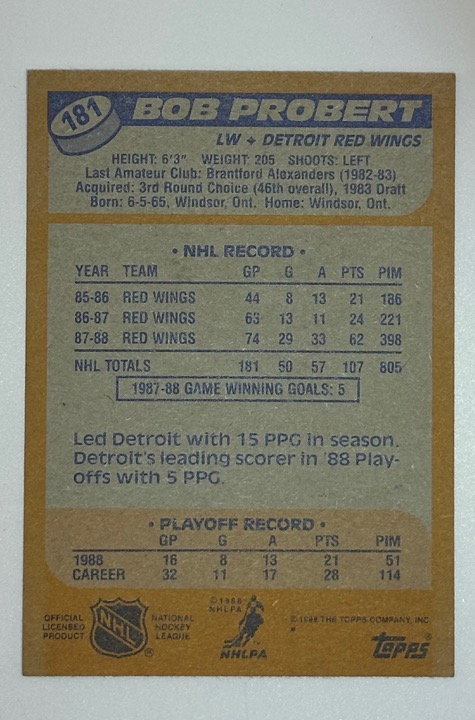 181
BOB PROBERT
LW + DETROIT RED WINGS
HEIGHT: 6'3" WEIGHT: 205 SHOOTS: LEFT
Last Amateur Club: Brantford Alexanders (1982-83)
Acquired: 3rd Round Choice (46th overall), 1983 Draft
Born: 6-5-65, Windsor, Ont. Home: Windsor, Ont.
• NHL RECORD •
YEAR TEAM GP G A PTS PIM
85-86 RED WINGS 44 8 13 21 186
86-87 RED WINGS 63 13 11 24 221
87-88 RED WINGS 74 29 33 62 398
NHL TOTALS 181 50 57 107 805
1987-88 GAME WINNING GOALS: 5
Led Detroit with 15 PPG in season.
Detroit's leading scorer in '88 Play-
offs with 5 PPG.
• PLAYOFF RECORD •
GP G A PTS PIM
1988 16 8 13 21 51
CAREER 32 11 17 28 114
OFFICIAL
LICENSED
PRODUCT
NHL
®
NATIONAL
HOCKEY
LEAGUE
© 1988
NHLPA
NHLPA
© 1988 THE TOPPS COMPANY, INC.
*
topps®